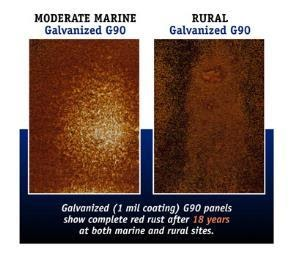 MODERATE MARINE
Galvanized G90
RURAL
Galvanized G90
Galvanized (1 mil coating) G90 panels
show complete red rust after 18 years
at both marine and rural sites.